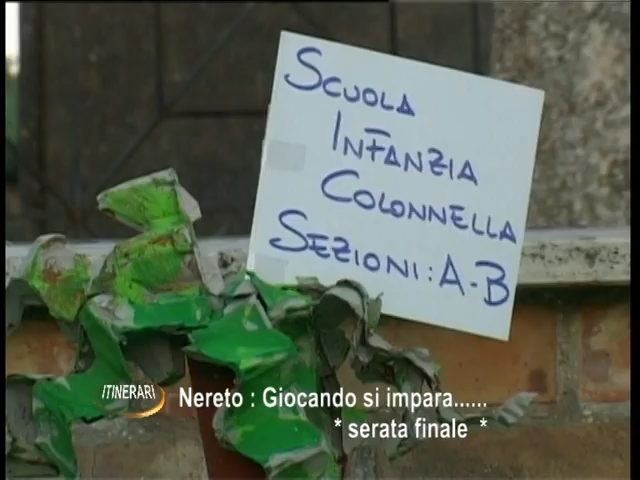 Scuola
Infanzia
Colonnella
Sezioni: A-B
ITINERARI
Nereto : Giocando si impara......
* serata finale *